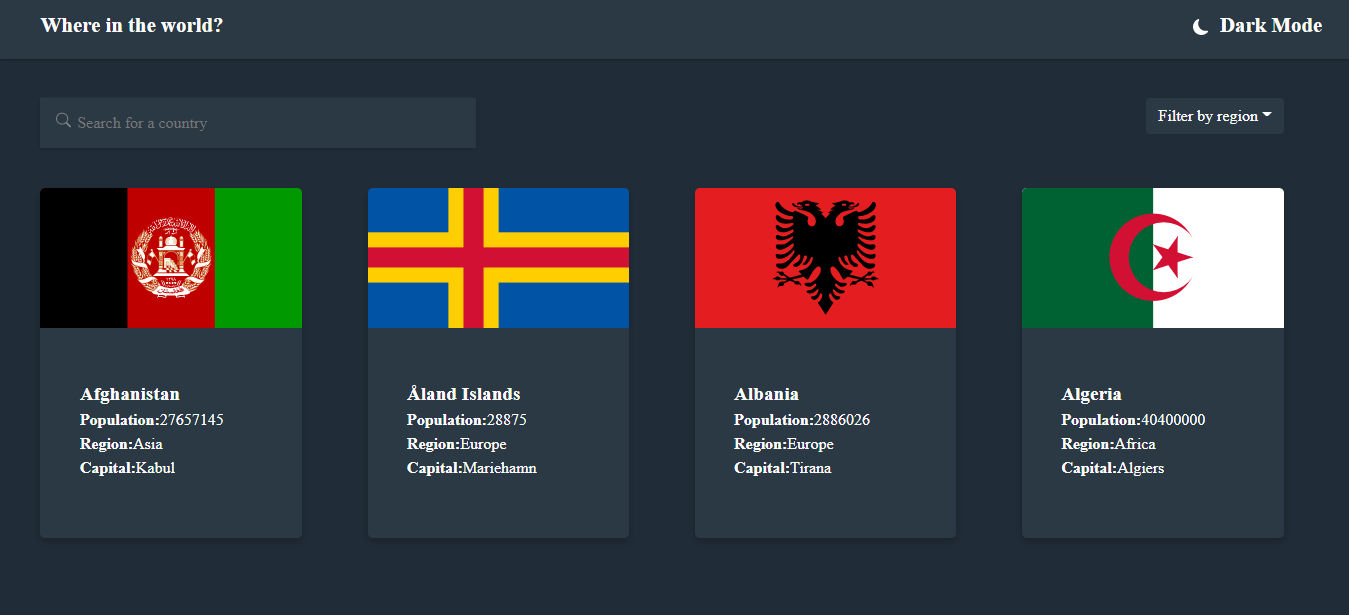 Where in the world?
Dark Mode
Search for a country
Filter by region
Afghanistan
Population:27657145
Region:Asia
Capital:Kabul
Åland Islands
Population:28875
Region:Europe
Capital:Mariehamn
Albania
Population:2886026
Region:Europe
Capital:Tirana
Algeria
Population:40400000
Region:Africa
Capital:Algiers